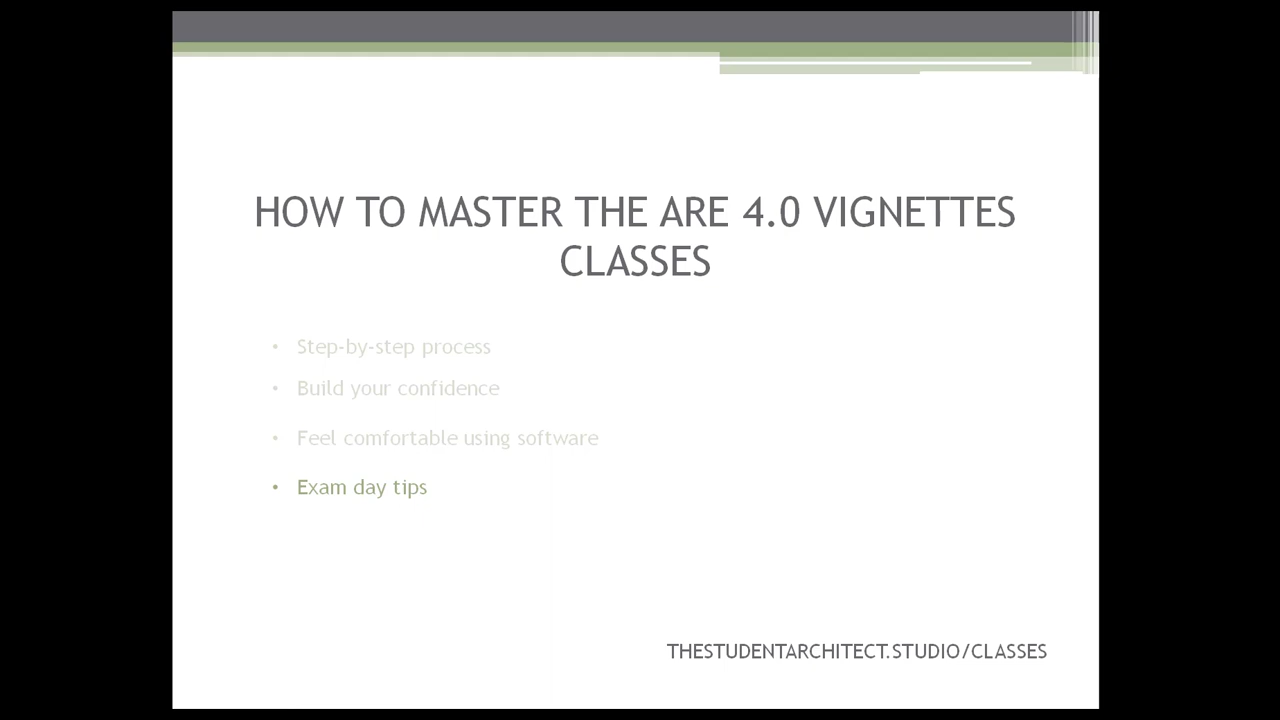 HOW TO MASTER THE ARE 4.0 VIGNETTES
CLASSES
• Step-by-step process
• Build your confidence
• Feel comfortable using software
• Exam day tips
THESTUDENTARCHITECT.STUDIO/CLASSES